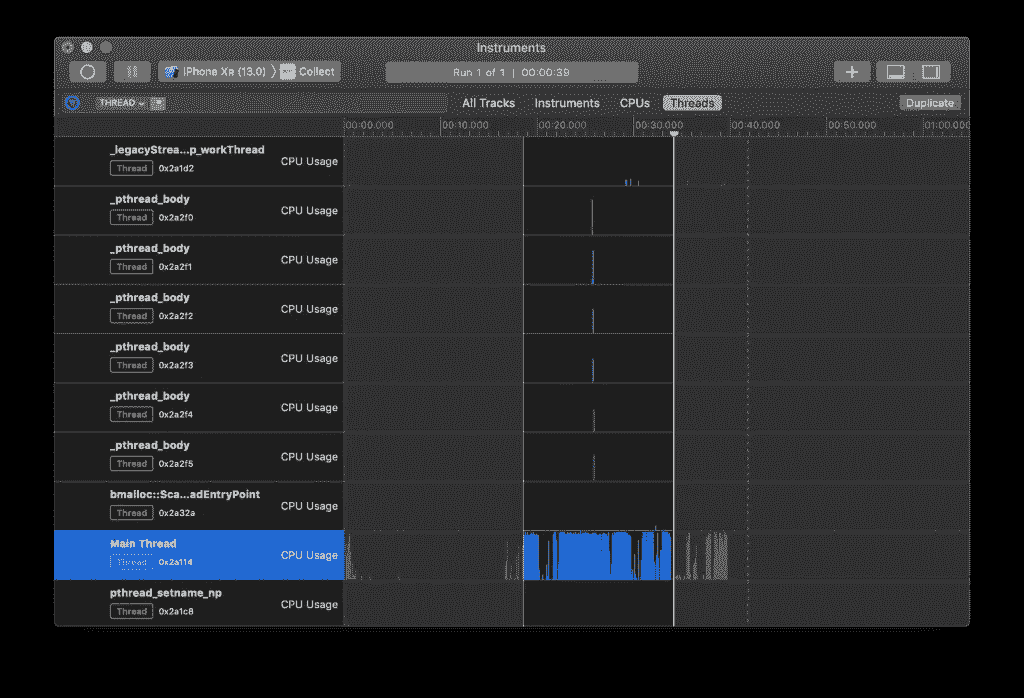 Instruments
iPhone XR (13.0) Collect
Run 1 of 1 | 00:00:39
THREAD
All Tracks Instruments CPUs Threads
Duplicate
00:00.000 00:10.000 00:20.000 00:30.000 00:40.000 00:50.000 01:00.000
_legacyStrea...p_workThread
CPU Usage
Thread 0x2a1d2
_pthread_body
CPU Usage
Thread 0x2a2f0
_pthread_body
CPU Usage
Thread 0x2a2f1
_pthread_body
CPU Usage
Thread 0x2a2f2
_pthread_body
CPU Usage
Thread 0x2a2f3
_pthread_body
CPU Usage
Thread 0x2a2f4
_pthread_body
CPU Usage
Thread 0x2a2f5
bmalloc::Sca...adEntryPoint
CPU Usage
Thread 0x2a32a
Main Thread
CPU Usage
Thread 0x2a114
pthread_setname_np
CPU Usage
Thread 0x2a1c8